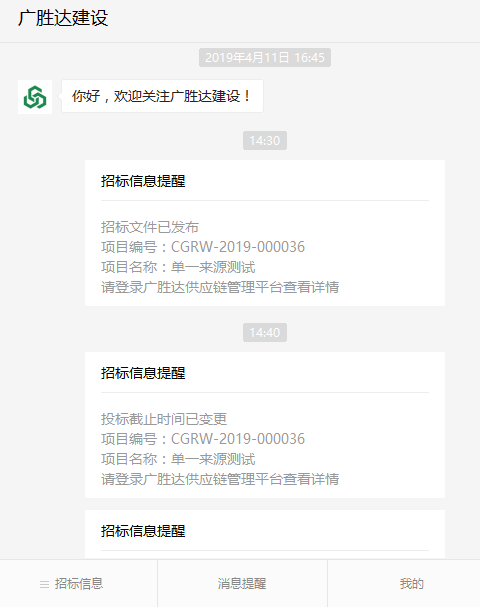 广胜达建设
2019年4月11日 16:45
你好，欢迎关注广胜达建设！
14:30
招标信息提醒
招标文件已发布
项目编号：CGRW-2019-000036
项目名称：单一来源测试
请登录广胜达供应链管理平台查看详情
14:40
招标信息提醒
投标截止时间已变更
项目编号：CGRW-2019-000036
项目名称：单一来源测试
请登录广胜达供应链管理平台查看详情
招标信息提醒
招标信息
消息提醒
我的